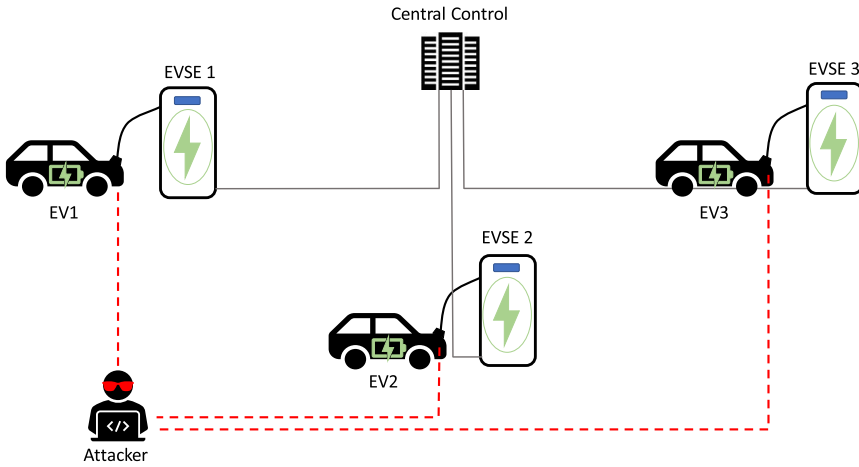 Central Control
EVSE 1
EVSE 3
EV1
EV3
EVSE 2
EV2
</>
Attacker